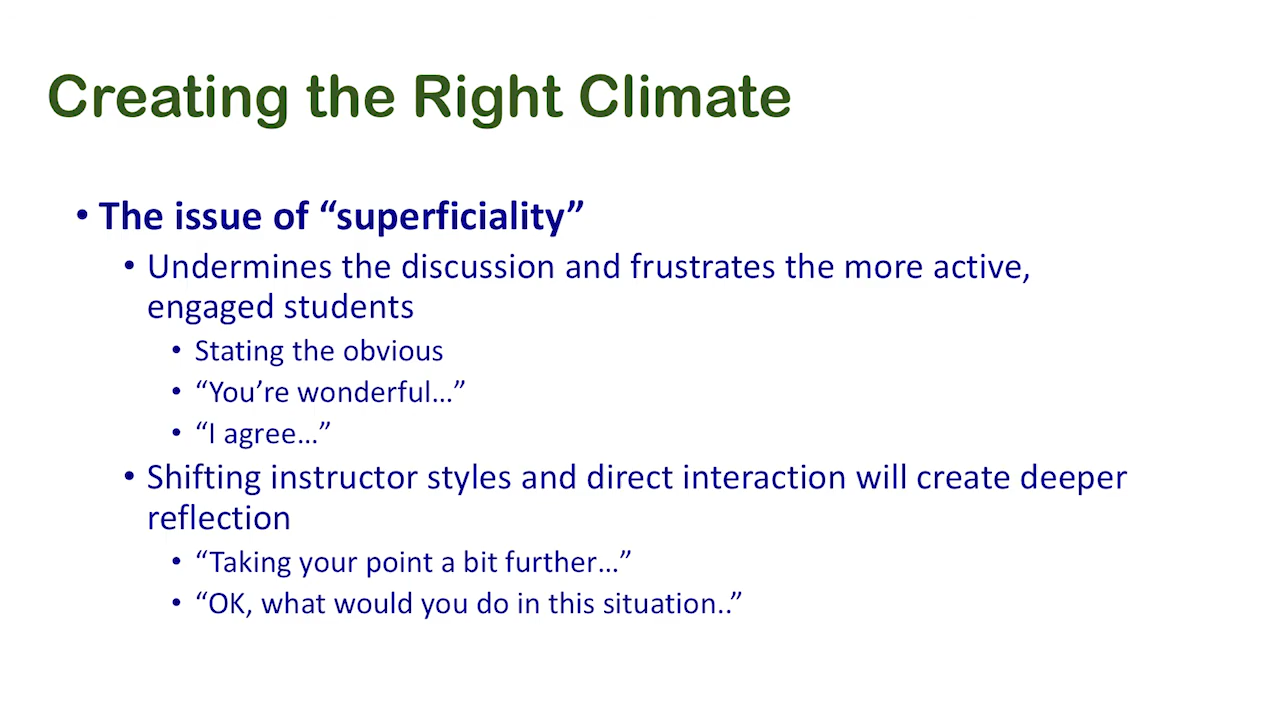 Creating the Right Climate
• The issue of “superficiality”
• Undermines the discussion and frustrates the more active,
engaged students
• Stating the obvious
• “You’re wonderful…”
• “I agree…”
• Shifting instructor styles and direct interaction will create deeper
reflection
• “Taking your point a bit further…”
• “OK, what would you do in this situation..”